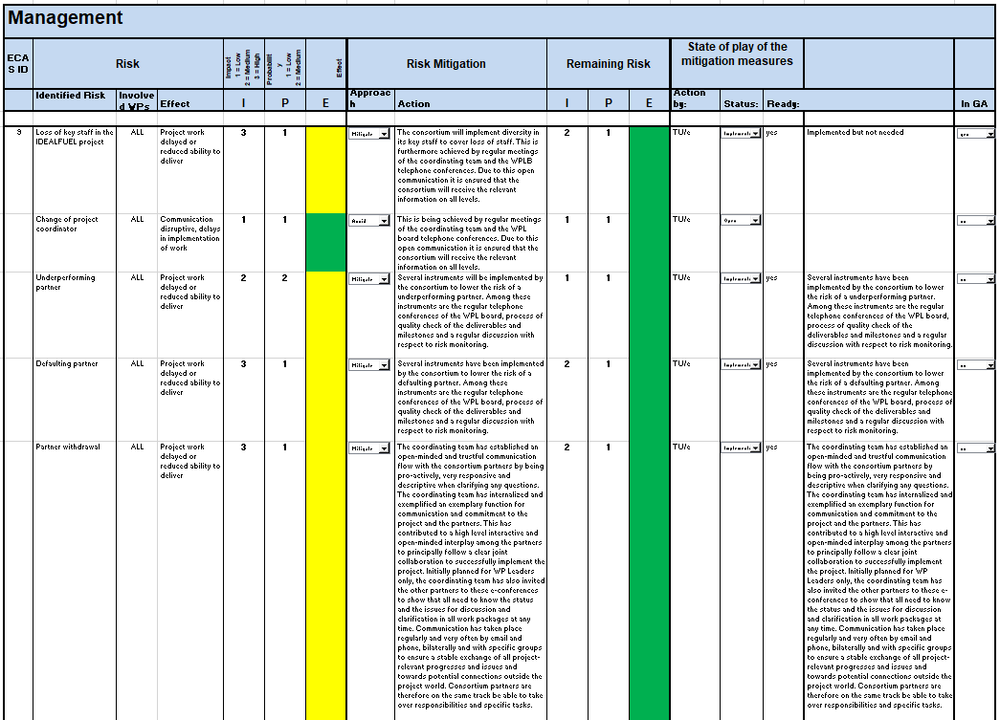 Management
ECA
S ID
Risk
Impact
1 = Low
2 = Medium
3 = High
Probabilit
y
1 = Low
2 = Medium
Effect
Risk Mitigation
Remaining Risk
State of play of the
mitigation measures
Identified Risk
Involve
d WPs
Effect
I
P
E
Approac
h
Action
I
P
E
Action
by:
Status:
Ready:
In GA
9
Loss of key staff in the
IDEALFUEL project
ALL
Project work
delayed or
reduced ability to
deliver
3
1
Mitigate
The consortium will implement diversity in
its key staff to cover loss of staff. This is
furthermore achieved by regular meetings
of the coordinating team and the WPLB
telephone conferences. Due to this open
communication it is ensured that the
consortium will receive the relevant
information on all levels.
2
1
TU/e
Implement
yes
Implemented but not needed
yes
Change of project
coordinator
ALL
Communication
disruptive, delays
in implementation
of work
1
1
Avoid
This is being achieved by regular meetings
of the coordinating team and the WPL
board telephone conferences. Due to this
open communication it is ensured that the
consortium will receive the relevant
information on all levels.
1
1
TU/e
Open
no
Underperforming
partner
ALL
Project work
delayed or
reduced ability to
deliver
2
2
Mitigate
Several instruments will be implemented by
the consortium to lower the risk of a
underperforming partner. Among these
instruments are the regular telephone
conferences of the WPL board, process of
quality check of the deliverables and
milestones and a regular discussion with
respect to risk monitoring.
1
1
TU/e
Implement
yes
Several instruments have been
implemented by the consortium to lower
the risk of a underperforming partner.
Among these instruments are the regular
telephone conferences of the WPL board,
process of quality check of the
deliverables and milestones and a regular
discussion with respect to risk monitoring.
no
Defaulting partner
ALL
Project work
delayed or
reduced ability to
deliver
3
1
Mitigate
Several instruments have been implemented
by the consortium to lower the risk of a
defaulting partner. Among these
instruments are the regular telephone
conferences of the WPL board, process of
quality check of the deliverables and
milestones and a regular discussion with
respect to risk monitoring.
2
1
TU/e
Implement
yes
Several instruments have been
implemented by the consortium to lower
the risk of a defaulting partner. Among
these instruments are the regular telephone
conferences of the WPL board, process of
quality check of the deliverables and
milestones and a regular discussion with
respect to risk monitoring.
no
Partner withdrawal
ALL
Project work
delayed or
reduced ability to
deliver
3
1
Mitigate
The coordinating team has established an
open-minded and trustful communication
flow with the consortium partners by being
pro-actively, very responsive and
descriptive when clarifying any questions.
The coordinating team has internalized and
exemplified an exemplary function for
communication and commitment to the
project and the partners. This has
contributed to a high level interactive and
open-minded interplay among the partners
to principally follow a clear joint
collaboration to successfully implement the
project. Initially planned for WP Leaders
only, the coordinating team has also invited
the other partners to these e-conferences
to show that all need to know the status
and the issues for discussion and
clarification in all work packages at any
time. Communication has taken place
regularly and very often by email and
phone, bilaterally and with specific groups
to ensure a stable exchange of all project-
relevant progresses and issues and
towards potential connections outside the
project world. Consortium partners are
therefore on the same track be able to take
over responsibilities and specific tasks.
2
1
TU/e
Implement
yes
The coordinating team has established an
open-minded and trustful communication
flow with the consortium partners by
being pro-actively, very responsive and
descriptive when clarifying any questions.
The coordinating team has internalized and
exemplified an exemplary function for
communication and commitment to the
project and the partners. This has
contributed to a high level interactive and
open-minded interplay among the partners
to principally follow a clear joint
collaboration to successfully implement
the project. Initially planned for WP
Leaders only, the coordinating team has
also invited the other partners to these e-
conferences to show that all need to know
the status and the issues for discussion
and clarification in all work packages at
any time. Communication has taken place
regularly and very often by email and
phone, bilaterally and with specific groups
to ensure a stable exchange of all project-
relevant progresses and issues and
towards potential connections outside the
project world. Consortium partners are
therefore on the same track be able to take
over responsibilities and specific tasks.
no